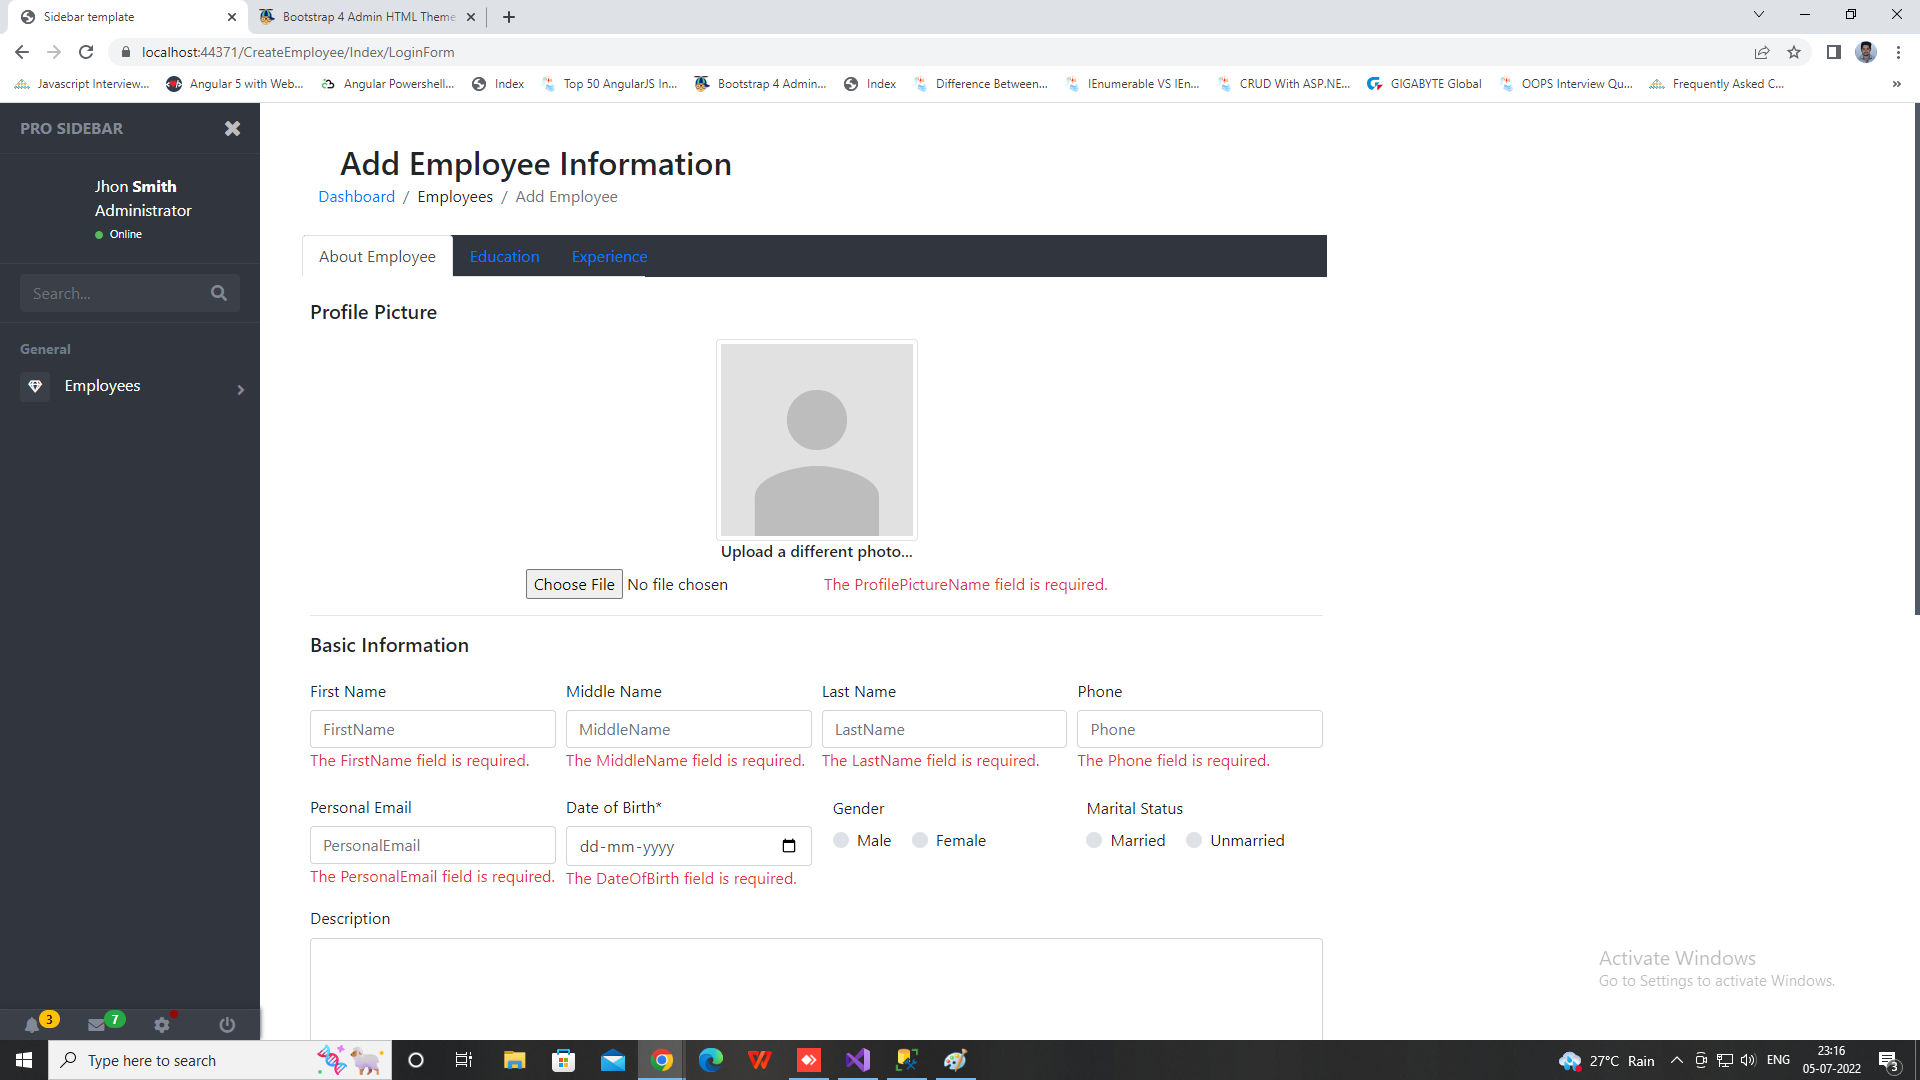 Sidebar template
Bootstrap 4 Admin HTML Theme
localhost:44371/CreateEmployee/Index/LoginForm
Javascript Interview...
Angular 5 with Web...
Angular Powershell...
Index
Top 50 AngularJS In...
Bootstrap 4 Admin...
Index
Difference Between...
IEnumerable VS IEn...
CRUD With ASP.NE...
GIGABYTE Global
OOPS Interview Qu...
Frequently Asked C...
»
PRO SIDEBAR
Jhon Smith
Administrator
Online
Search...
General
Employees
3
7
Add Employee Information
Dashboard / Employees / Add Employee
About Employee
Education
Experience
Profile Picture
Upload a different photo...
Choose File No file chosen
The ProfilePictureName field is required.
Basic Information
First Name
Middle Name
Last Name
Phone
FirstName
MiddleName
LastName
Phone
The FirstName field is required.
The MiddleName field is required.
The LastName field is required.
The Phone field is required.
Personal Email
Date of Birth*
Gender
Marital Status
PersonalEmail
dd-mm-yyyy
Male
Female
Married
Unmarried
The PersonalEmail field is required.
The DateOfBirth field is required.
Description
Activate Windows
Go to Settings to activate Windows.
Type here to search
27°C Rain
ENG
23:16
05-07-2022
3